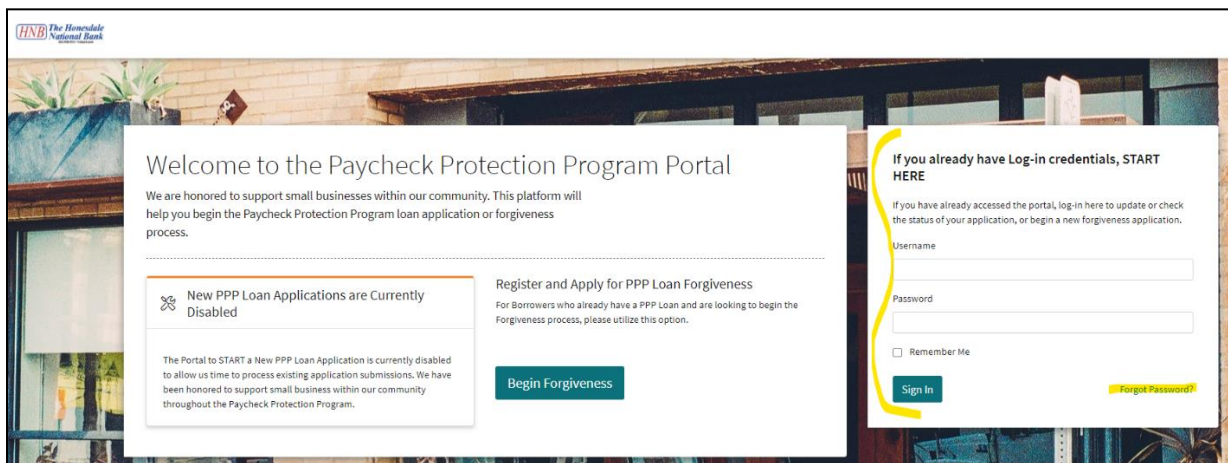 HNB The Honesdale
National Bank
Welcome to the Paycheck Protection Program Portal
We are honored to support small businesses within our community. This platform will
help you begin the Paycheck Protection Program loan application or forgiveness
process.
New PPP Loan Applications are Currently
Disabled
The Portal to START a New PPP Loan Application is currently disabled
to allow us time to process existing application submissions. We have
been honored to support small business within our community
throughout the Paycheck Protection Program.
Register and Apply for PPP Loan Forgiveness
For Borrowers who already have a PPP Loan and are looking to begin the
Forgiveness process, please utilize this option.
Begin Forgiveness
If you already have Log-in credentials, START
HERE
If you have already accessed the portal, log-in here to update or check
the status of your application, or begin a new forgiveness application.
Username
Password
Remember Me
Sign In
Forgot Password?